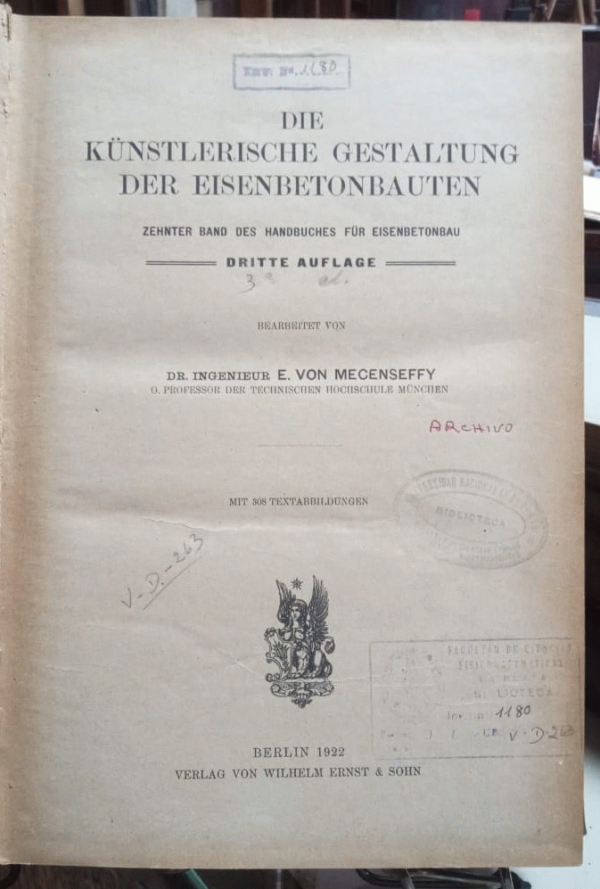 Inv. No. 1180
DIE
KÜNSTLERISCHE GESTALTUNG
DER EISENBETONBAUTEN
ZEHNTER BAND DES HANDBUCHES FÜR EISENBETONBAU
DRITTE AUFLAGE
3ª ed.
BEARBEITET VON
DR. INGENIEUR E. VON MECENSEFFY
O. PROFESSOR DER TECHNISCHEN HOCHSCHULE MÜNCHEN
ARCHIVO
MIT 308 TEXTABBILDUNGEN
NACIONAL
BIBLIOTECA
V-D-263
FACULTAD DE CIENCIAS
BIBLIOTECA
1180
V-D-263
BERLIN 1922
VERLAG VON WILHELM ERNST & SOHN